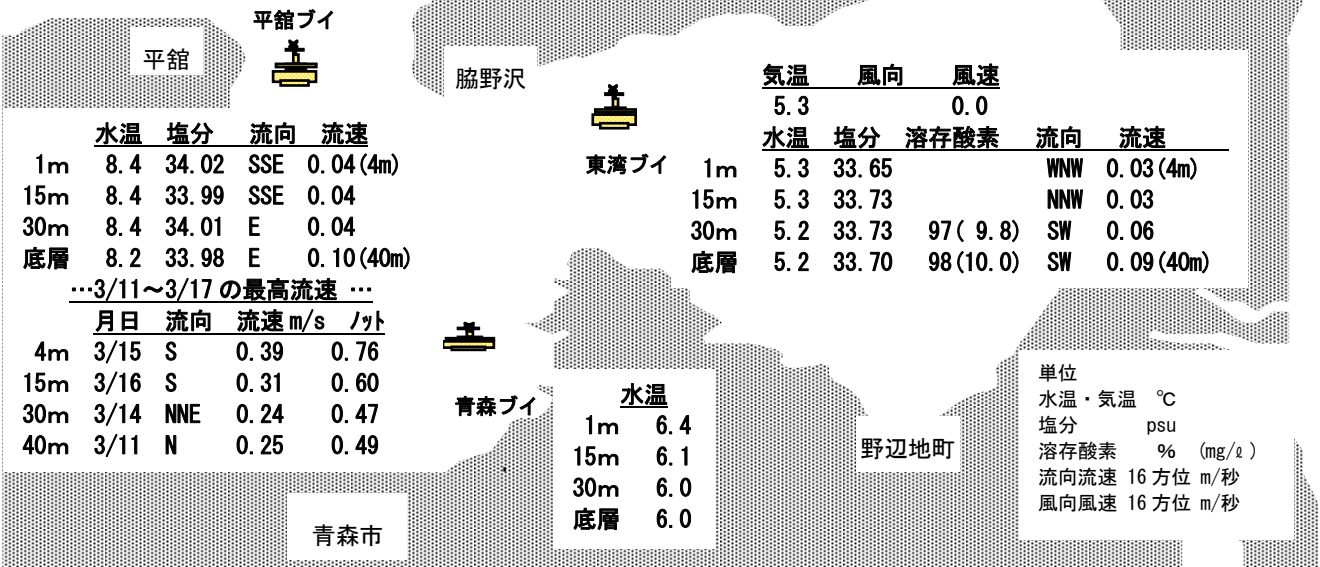 平舘ブイ
平舘
水温 塩分 流向 流速
1m 8.4 34.02 SSE 0.04(4m)
15m 8.4 33.99 SSE 0.04
30m 8.4 34.01 E 0.04
底層 8.2 33.98 E 0.10(40m)
…3/11～3/17の最高流速 …
月日 流向 流速m/s ﾉｯﾄ
4m 3/15 S 0.39 0.76
15m 3/16 S 0.31 0.60
30m 3/14 NNE 0.24 0.47
40m 3/11 N 0.25 0.49
脇野沢
東湾ブイ
気温 風向 風速
5.3 0.0
水温 塩分 溶存酸素 流向 流速
1m 5.3 33.65 WNW 0.03(4m)
15m 5.3 33.73 NNW 0.03
30m 5.2 33.73 97( 9.8) SW 0.06
底層 5.2 33.70 98(10.0) SW 0.09(40m)
青森ブイ
水温
1m 6.4
15m 6.1
30m 6.0
底層 6.0
青森市
野辺地町
単位
水温・気温 ℃
塩分 psu
溶存酸素 % (mg/ℓ)
流向流速 16方位 m/秒
風向風速 16方位 m/秒